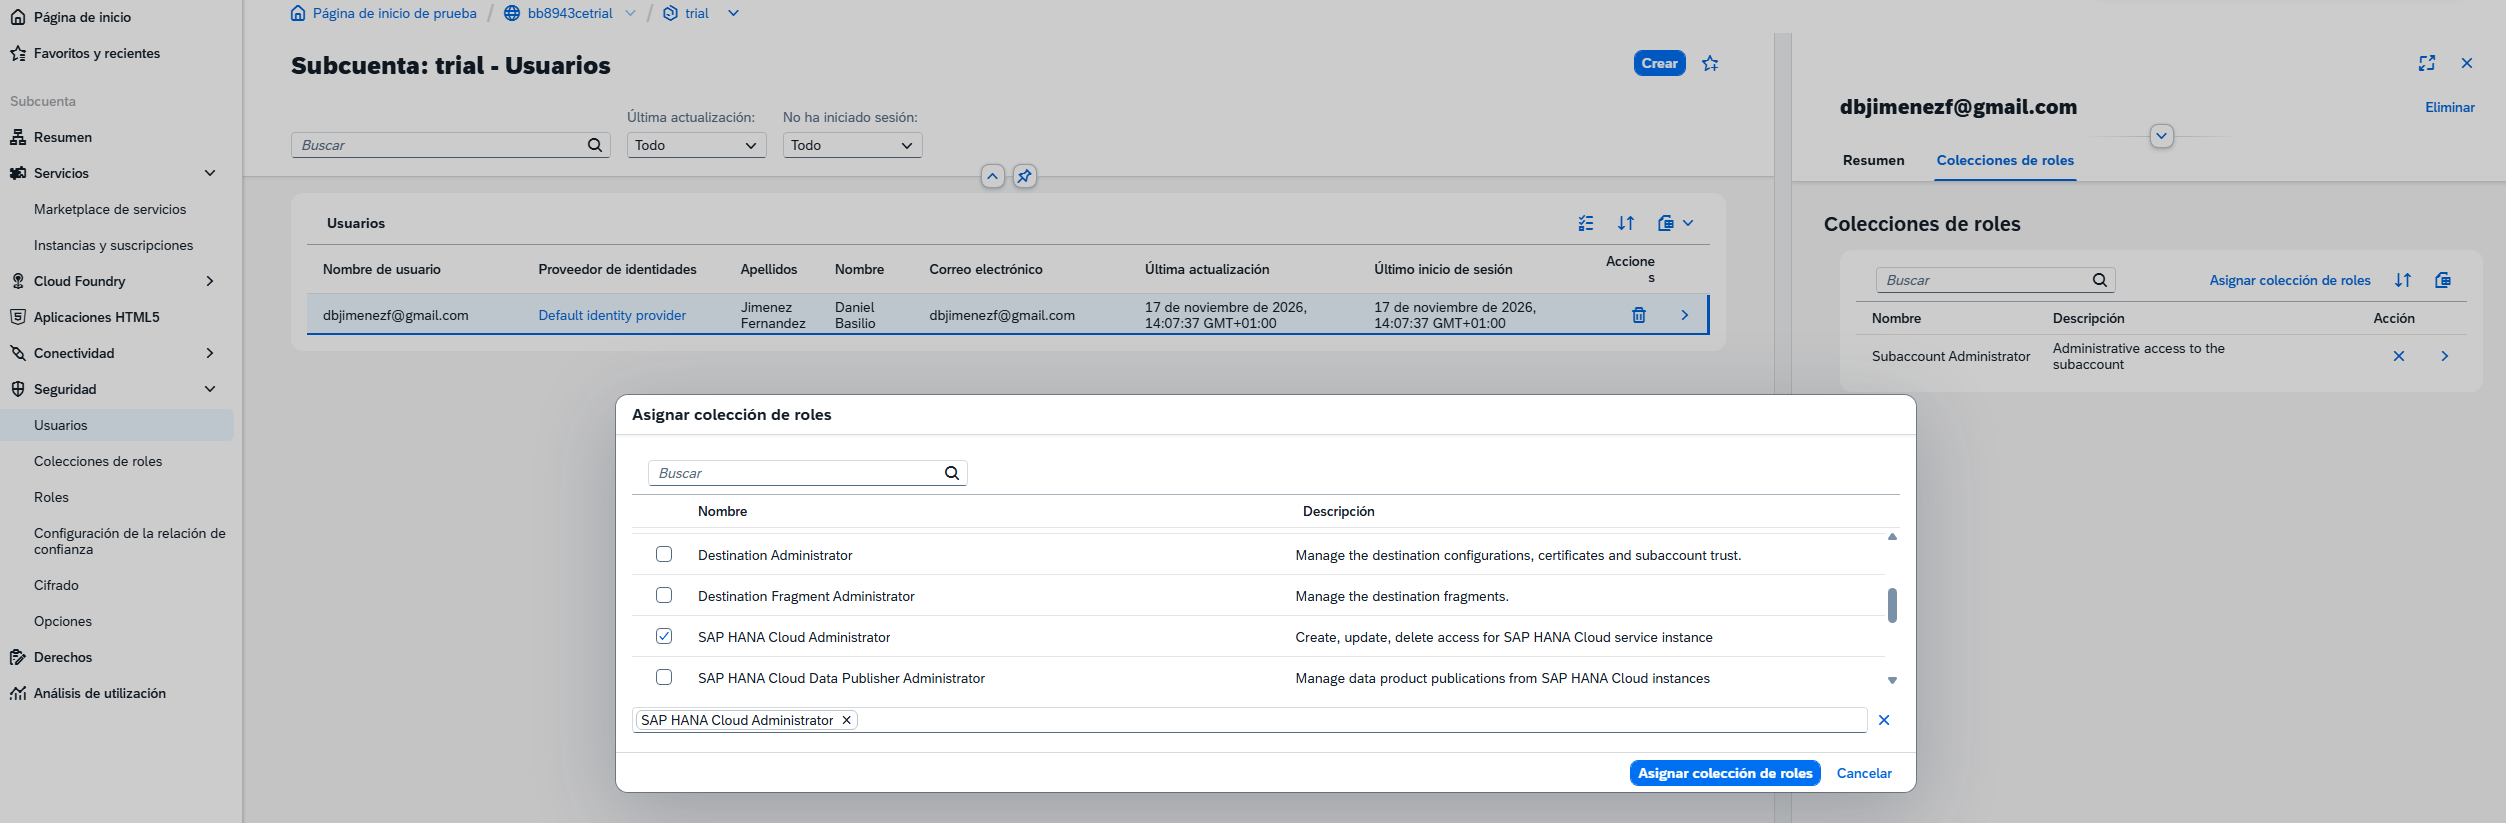 Página de inicio
Favoritos y recientes
Subcuenta
Resumen
Servicios
Marketplace de servicios
Instancias y suscripciones
Cloud Foundry
Aplicaciones HTML5
Conectividad
Seguridad
Usuarios
Colecciones de roles
Roles
Configuración de la relación de
confianza
Cifrado
Opciones
Derechos
Análisis de utilización
Página de inicio de prueba / bb8943cetrial / trial
Subcuenta: trial - Usuarios
Crear
Última actualización:
No ha iniciado sesión:
Buscar
Todo
Todo
Usuarios
Nombre de usuario
Proveedor de identidades
Apellidos
Nombre
Correo electrónico
Última actualización
Último inicio de sesión
Accione
s
dbjimenezf@gmail.com
Default identity provider
Jimenez
Fernandez
Daniel
Basilio
dbjimenezf@gmail.com
17 de noviembre de 2026,
14:07:37 GMT+01:00
17 de noviembre de 2026,
14:07:37 GMT+01:00
dbjimenezf@gmail.com
Eliminar
Resumen
Colecciones de roles
Colecciones de roles
Buscar
Asignar colección de roles
Nombre
Descripción
Acción
Subaccount Administrator
Administrative access to the
subaccount
Asignar colección de roles
Buscar
Nombre
Descripción
Destination Administrator
Manage the destination configurations, certificates and subaccount trust.
Destination Fragment Administrator
Manage the destination fragments.
SAP HANA Cloud Administrator
Create, update, delete access for SAP HANA Cloud service instance
SAP HANA Cloud Data Publisher Administrator
Manage data product publications from SAP HANA Cloud instances
SAP HANA Cloud Administrator
Asignar colección de roles
Cancelar